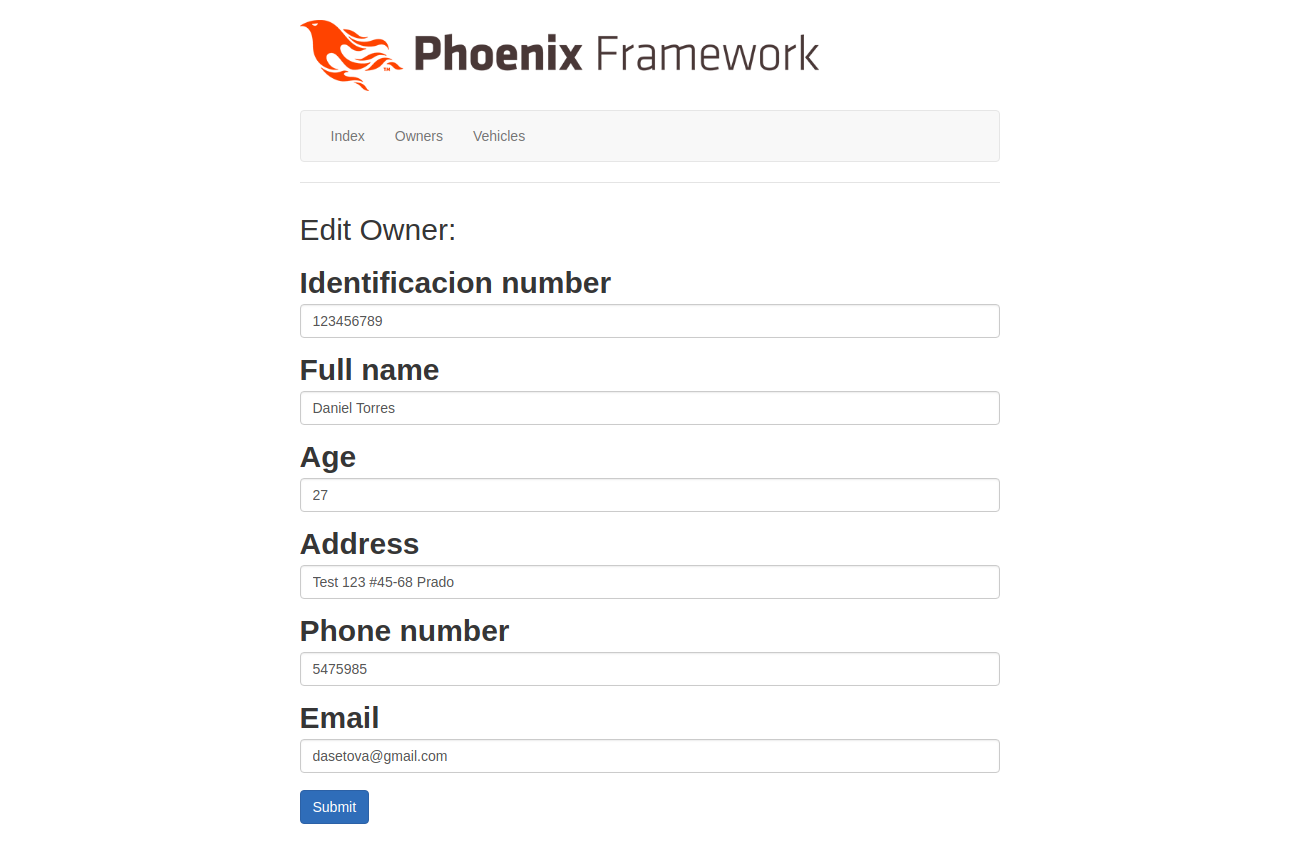 Phoenix Framework
Index Owners Vehicles
Edit Owner:
Identificacion number
123456789
Full name
Daniel Torres
Age
27
Address
Test 123 #45-68 Prado
Phone number
5475985
Email
dasetova@gmail.com
Submit